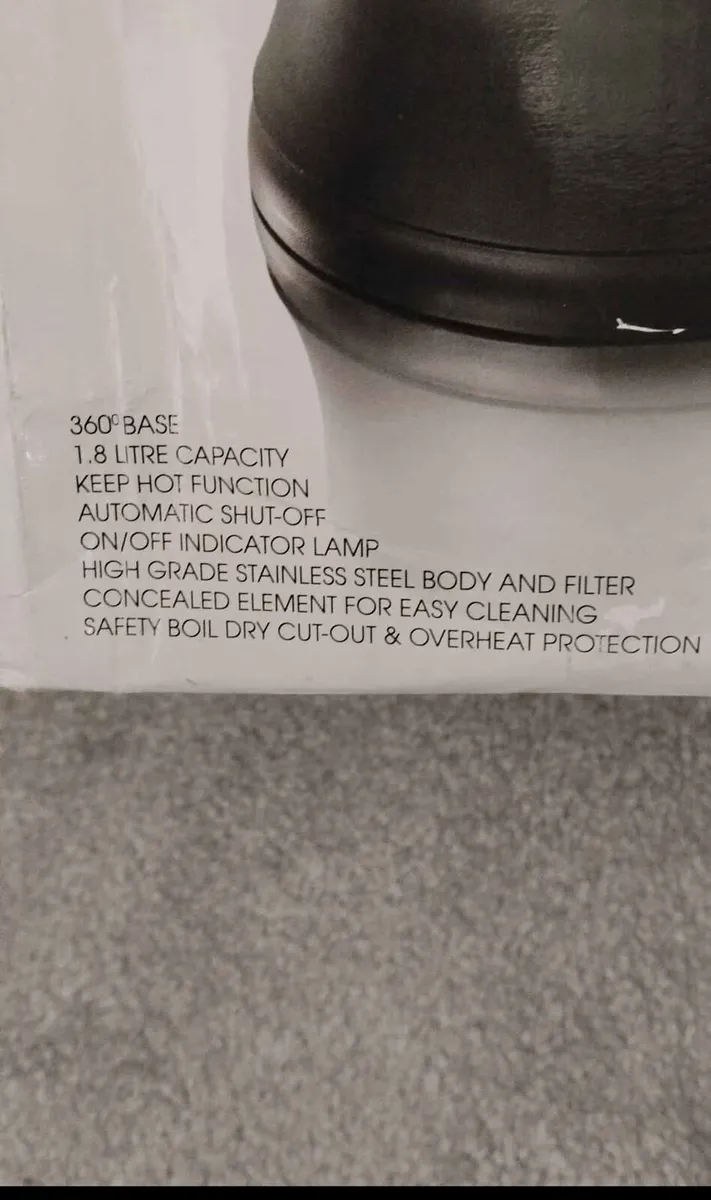 360° BASE
1.8 LITRE CAPACITY
KEEP HOT FUNCTION
AUTOMATIC SHUT-OFF
ON/OFF INDICATOR LAMP
HIGH GRADE STAINLESS STEEL BODY AND FILTER
CONCEALED ELEMENT FOR EASY CLEANING
SAFETY BOIL DRY CUT-OUT & OVERHEAT PROTECTION